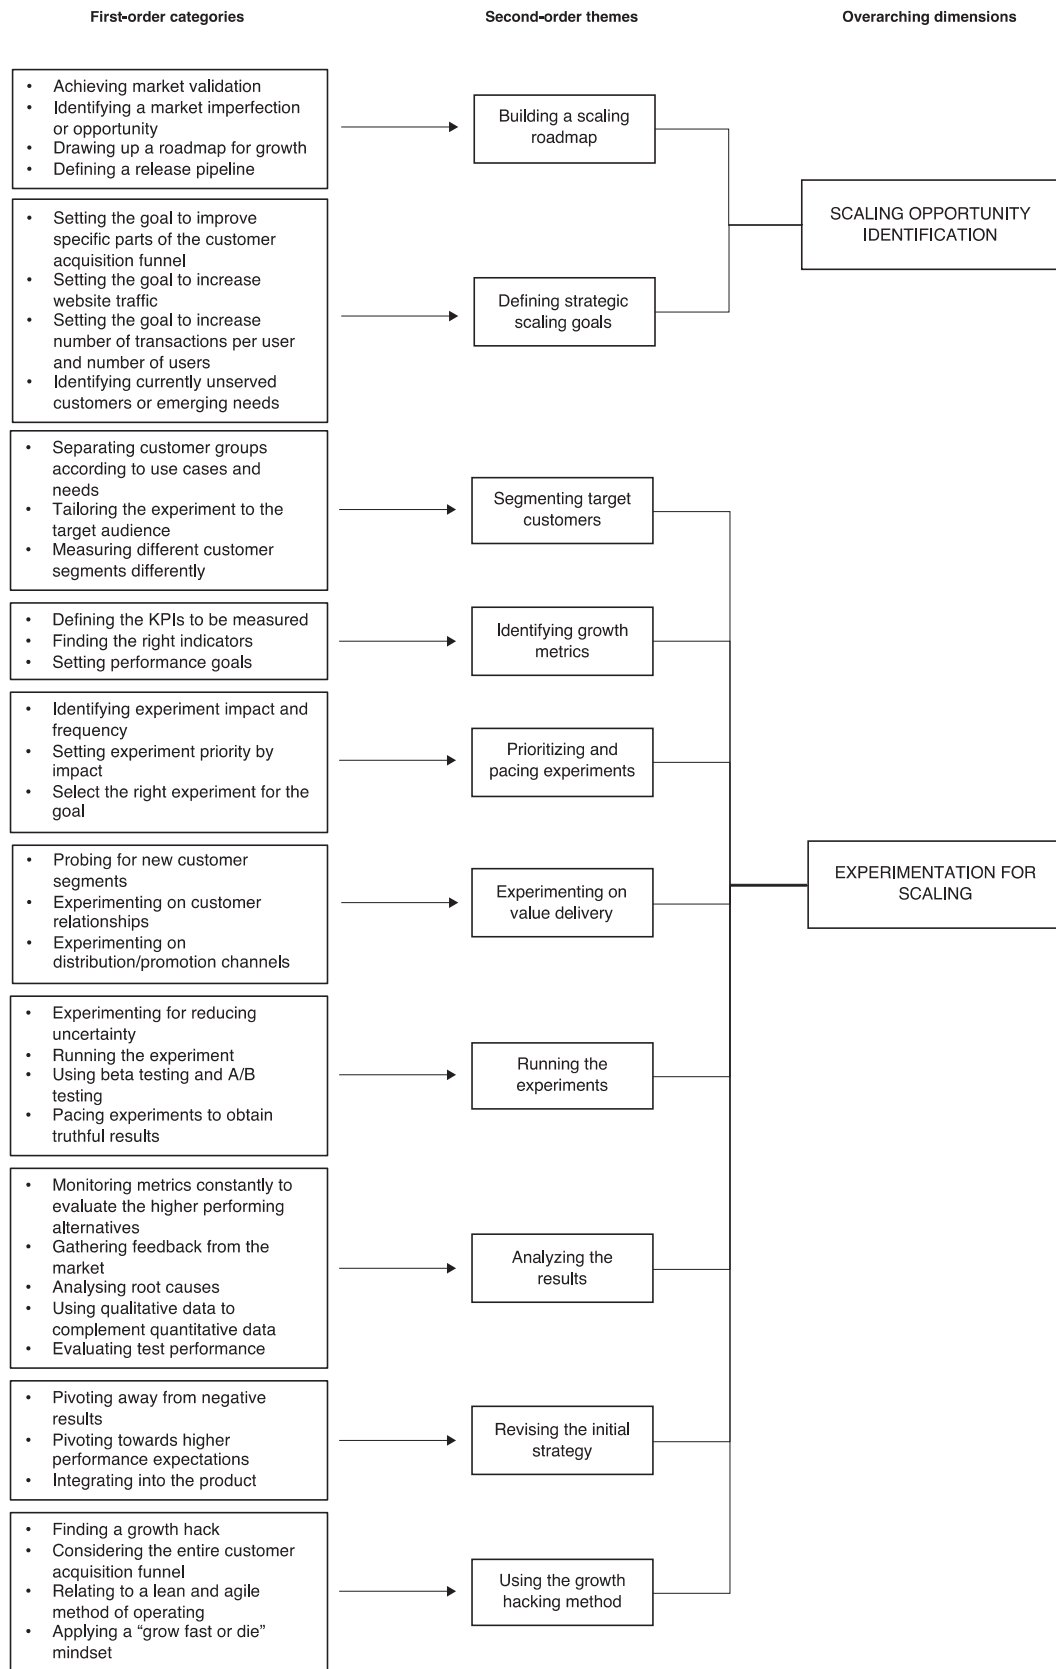 First-order categories
Second-order themes
Overarching dimensions
• Achieving market validation
• Identifying a market imperfection
or opportunity
• Drawing up a roadmap for growth
• Defining a release pipeline
Building a scaling
roadmap
• Setting the goal to improve
specific parts of the customer
acquisition funnel
• Setting the goal to increase
website traffic
• Setting the goal to increase
number of transactions per user
and number of users
• Identifying currently unserved
customers or emerging needs
Defining strategic
scaling goals
SCALING OPPORTUNITY
IDENTIFICATION
• Separating customer groups
according to use cases and
needs
• Tailoring the experiment to the
target audience
• Measuring different customer
segments differently
Segmenting target
customers
• Defining the KPIs to be measured
• Finding the right indicators
• Setting performance goals
Identifying growth
metrics
• Identifying experiment impact and
frequency
• Setting experiment priority by
impact
• Select the right experiment for the
goal
Prioritizing and
pacing experiments
• Probing for new customer
segments
• Experimenting on customer
relationships
• Experimenting on
distribution/promotion channels
Experimenting on
value delivery
EXPERIMENTATION FOR
SCALING
• Experimenting for reducing
uncertainty
• Running the experiment
• Using beta testing and A/B
testing
• Pacing experiments to obtain
truthful results
Running the
experiments
• Monitoring metrics constantly to
evaluate the higher performing
alternatives
• Gathering feedback from the
market
• Analysing root causes
• Using qualitative data to
complement quantitative data
• Evaluating test performance
Analyzing the
results
• Pivoting away from negative
results
• Pivoting towards higher
performance expectations
• Integrating into the product
Revising the initial
strategy
• Finding a growth hack
• Considering the entire customer
acquisition funnel
• Relating to a lean and agile
method of operating
• Applying a “grow fast or die”
mindset
Using the growth
hacking method